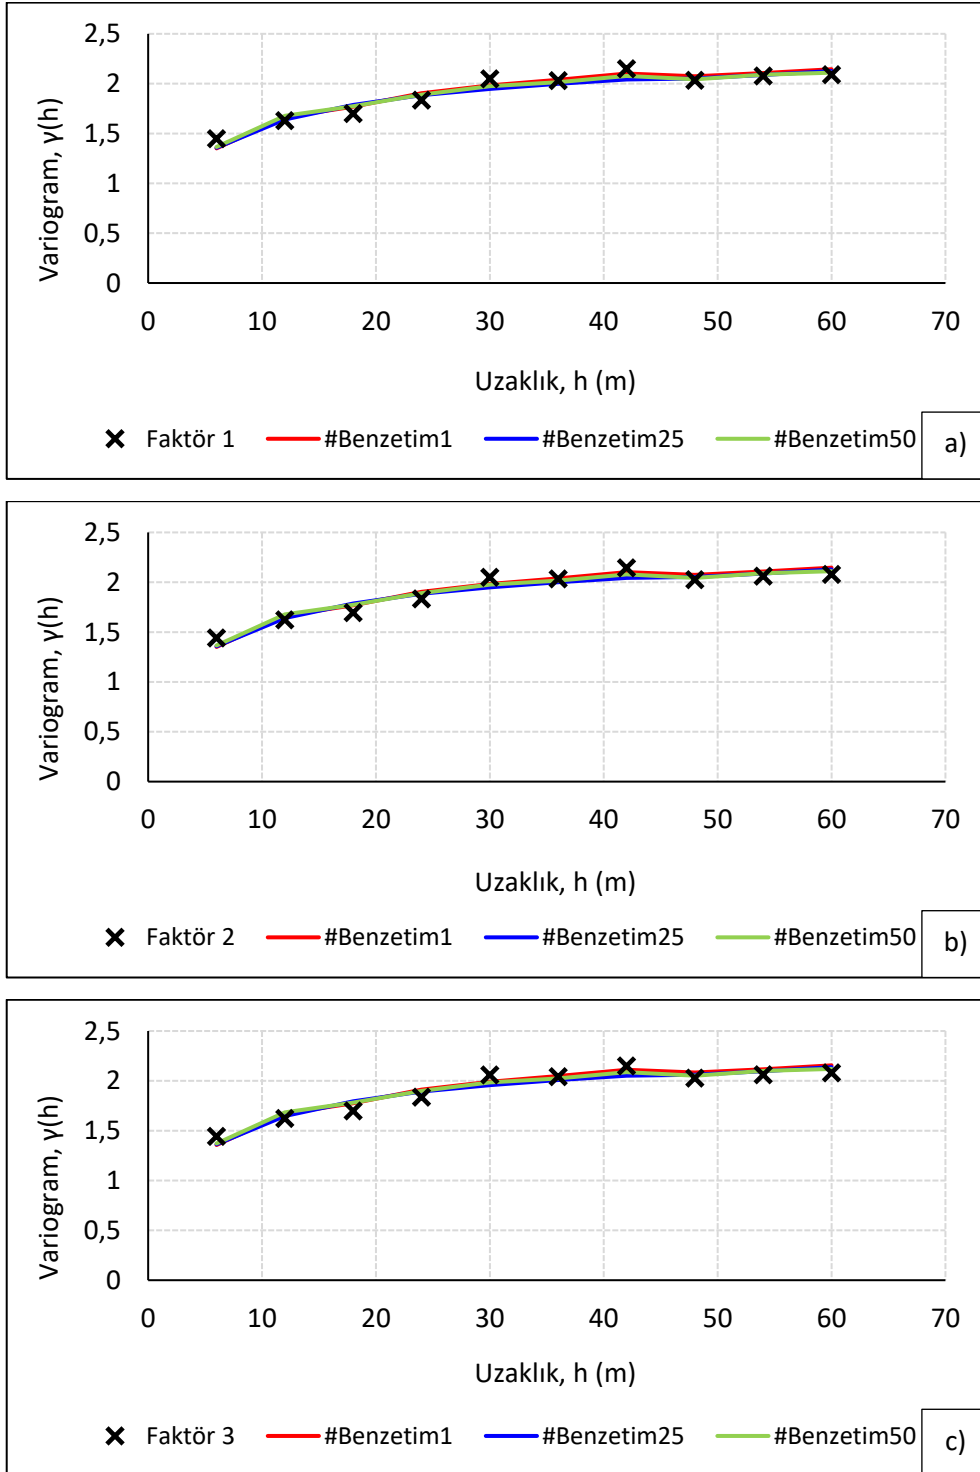 2,5
2
1,5
1
0,5
0
Variogram, γ(h)
0 10 20 30 40 50 60 70
Uzaklık, h (m)
Faktör 1 #Benzetim1 #Benzetim25 #Benzetim50
a)
2,5
2
1,5
1
0,5
0
Variogram, γ(h)
0 10 20 30 40 50 60 70
Uzaklık, h (m)
Faktör 2 #Benzetim1 #Benzetim25 #Benzetim50
b)
2,5
2
1,5
1
0,5
0
Variogram, γ(h)
0 10 20 30 40 50 60 70
Uzaklık, h (m)
Faktör 3 #Benzetim1 #Benzetim25 #Benzetim50
c)